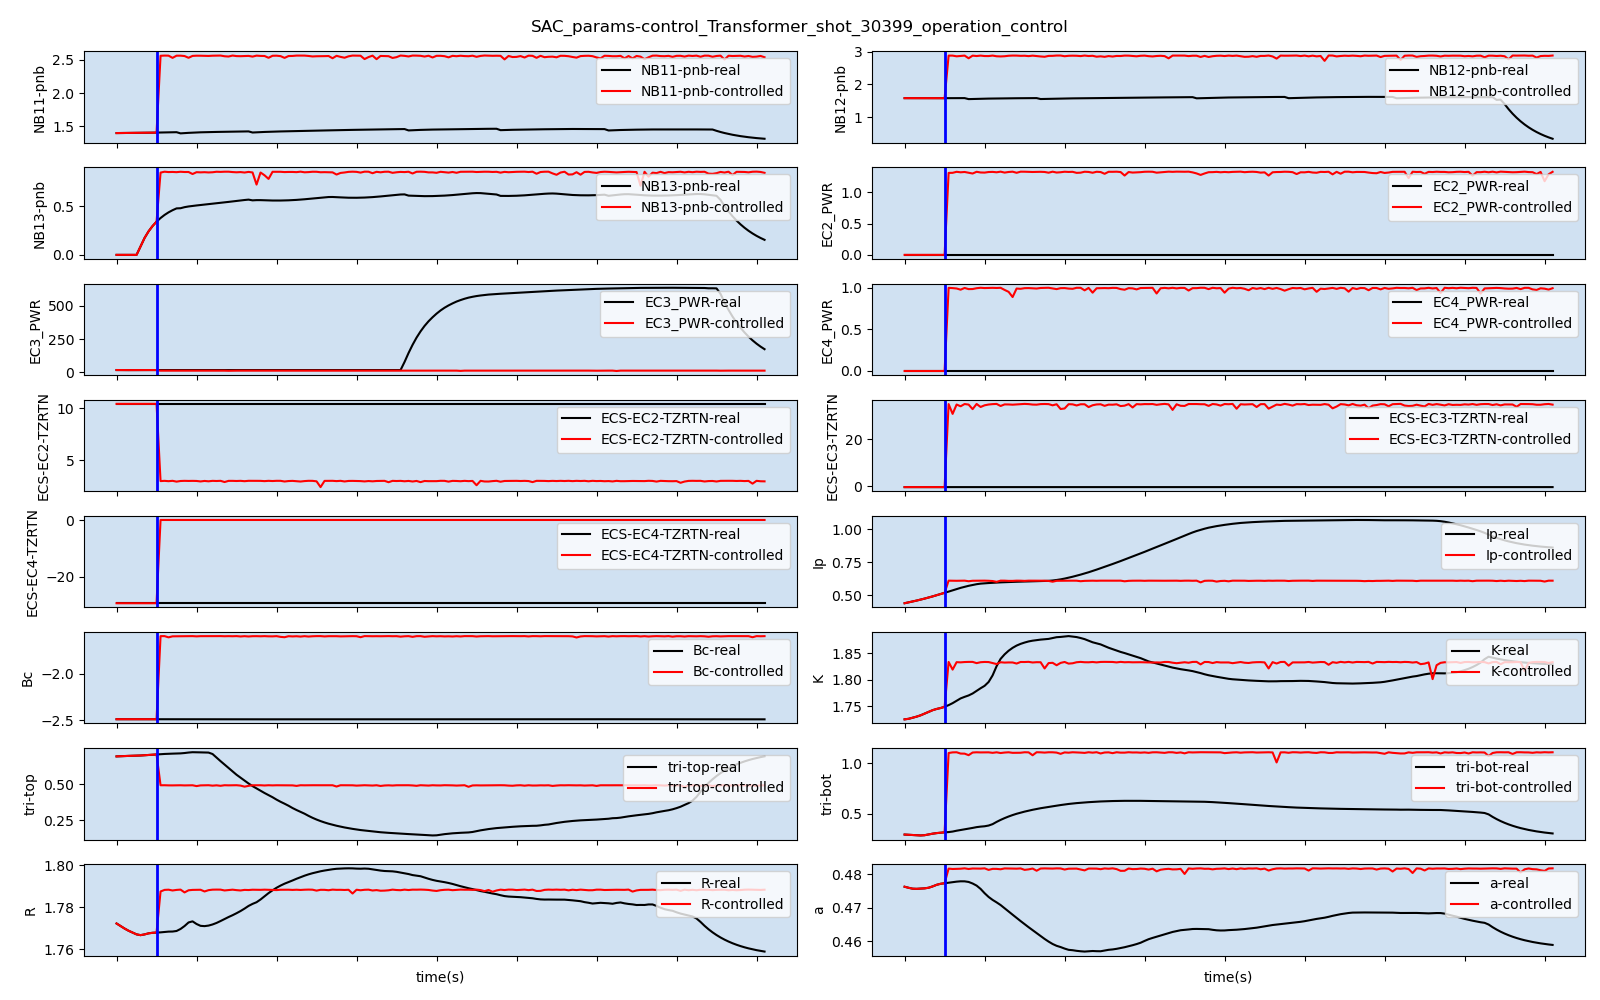 SAC_params-control_Transformer_shot_30399_operation_control
NB11-pnb
2.5
2.0
1.5
NB11-pnb-real
NB11-pnb-controlled
NB12-pnb
3
2
1
NB12-pnb-real
NB12-pnb-controlled
NB13-pnb
0.5
0.0
NB13-pnb-real
NB13-pnb-controlled
EC2_PWR
1.0
0.5
0.0
EC2_PWR-real
EC2_PWR-controlled
EC3_PWR
500
250
0
EC3_PWR-real
EC3_PWR-controlled
EC4_PWR
1.0
0.5
0.0
EC4_PWR-real
EC4_PWR-controlled
ECS-EC2-TZRTN
10
5
ECS-EC2-TZRTN-real
ECS-EC2-TZRTN-controlled
ECS-EC3-TZRTN
20
0
ECS-EC3-TZRTN-real
ECS-EC3-TZRTN-controlled
ECS-EC4-TZRTN
0
−20
ECS-EC4-TZRTN-real
ECS-EC4-TZRTN-controlled
Ip
1.00
0.75
0.50
Ip-real
Ip-controlled
Bc
−2.0
−2.5
Bc-real
Bc-controlled
K
1.85
1.80
1.75
K-real
K-controlled
tri-top
0.50
0.25
tri-top-real
tri-top-controlled
tri-bot
1.0
0.5
tri-bot-real
tri-bot-controlled
R
1.80
1.78
1.76
R-real
R-controlled
time(s)
a
0.48
0.47
0.46
a-real
a-controlled
time(s)